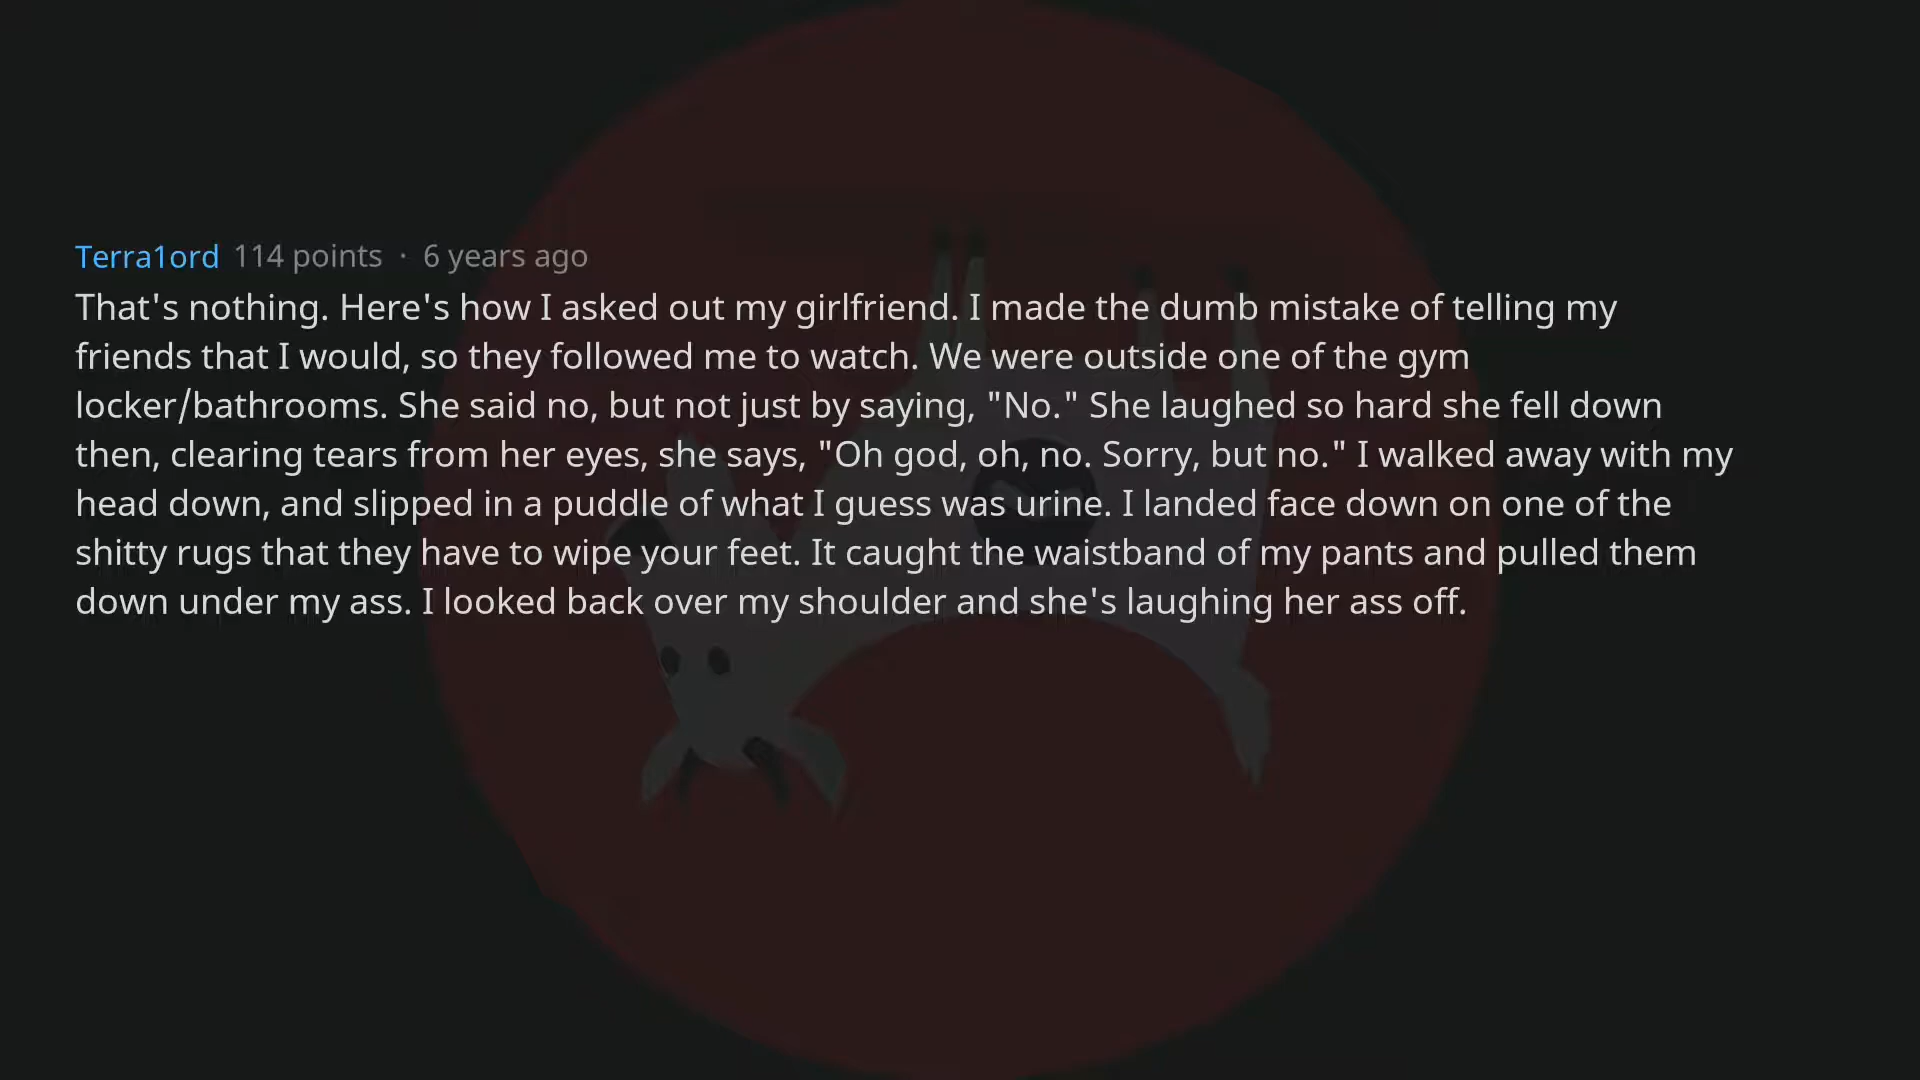 Terra1ord 114 points · 6 years ago
That's nothing. Here's how I asked out my girlfriend. I made the dumb mistake of telling my
friends that I would, so they followed me to watch. We were outside one of the gym
locker/bathrooms. She said no, but not just by saying, "No." She laughed so hard she fell down
then, clearing tears from her eyes, she says, "Oh god, oh, no. Sorry, but no." I walked away with my
head down, and slipped in a puddle of what I guess was urine. I landed face down on one of the
shitty rugs that they have to wipe your feet. It caught the waistband of my pants and pulled them
down under my ass. I looked back over my shoulder and she's laughing her ass off.